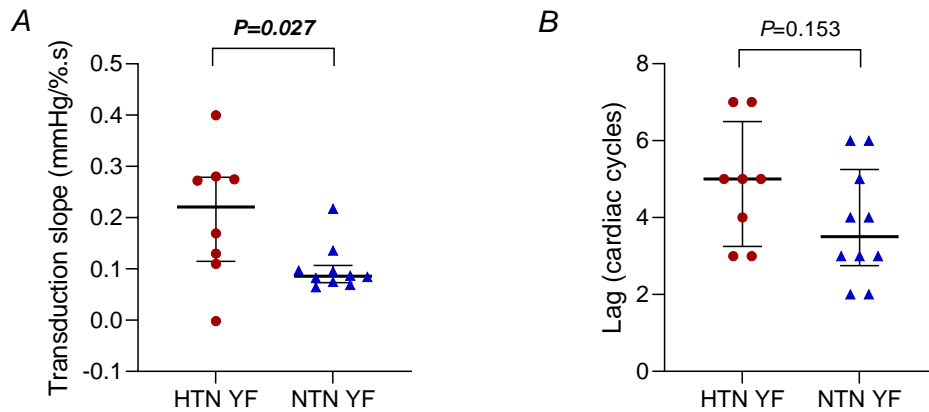 A
P=0.027
Transduction slope (mmHg/%.s)
0.5
0.4
0.3
0.2
0.1
0.0
-0.1
HTN YF NTN YF
B
P=0.153
Lag (cardiac cycles)
8
6
4
2
0
HTN YF NTN YF